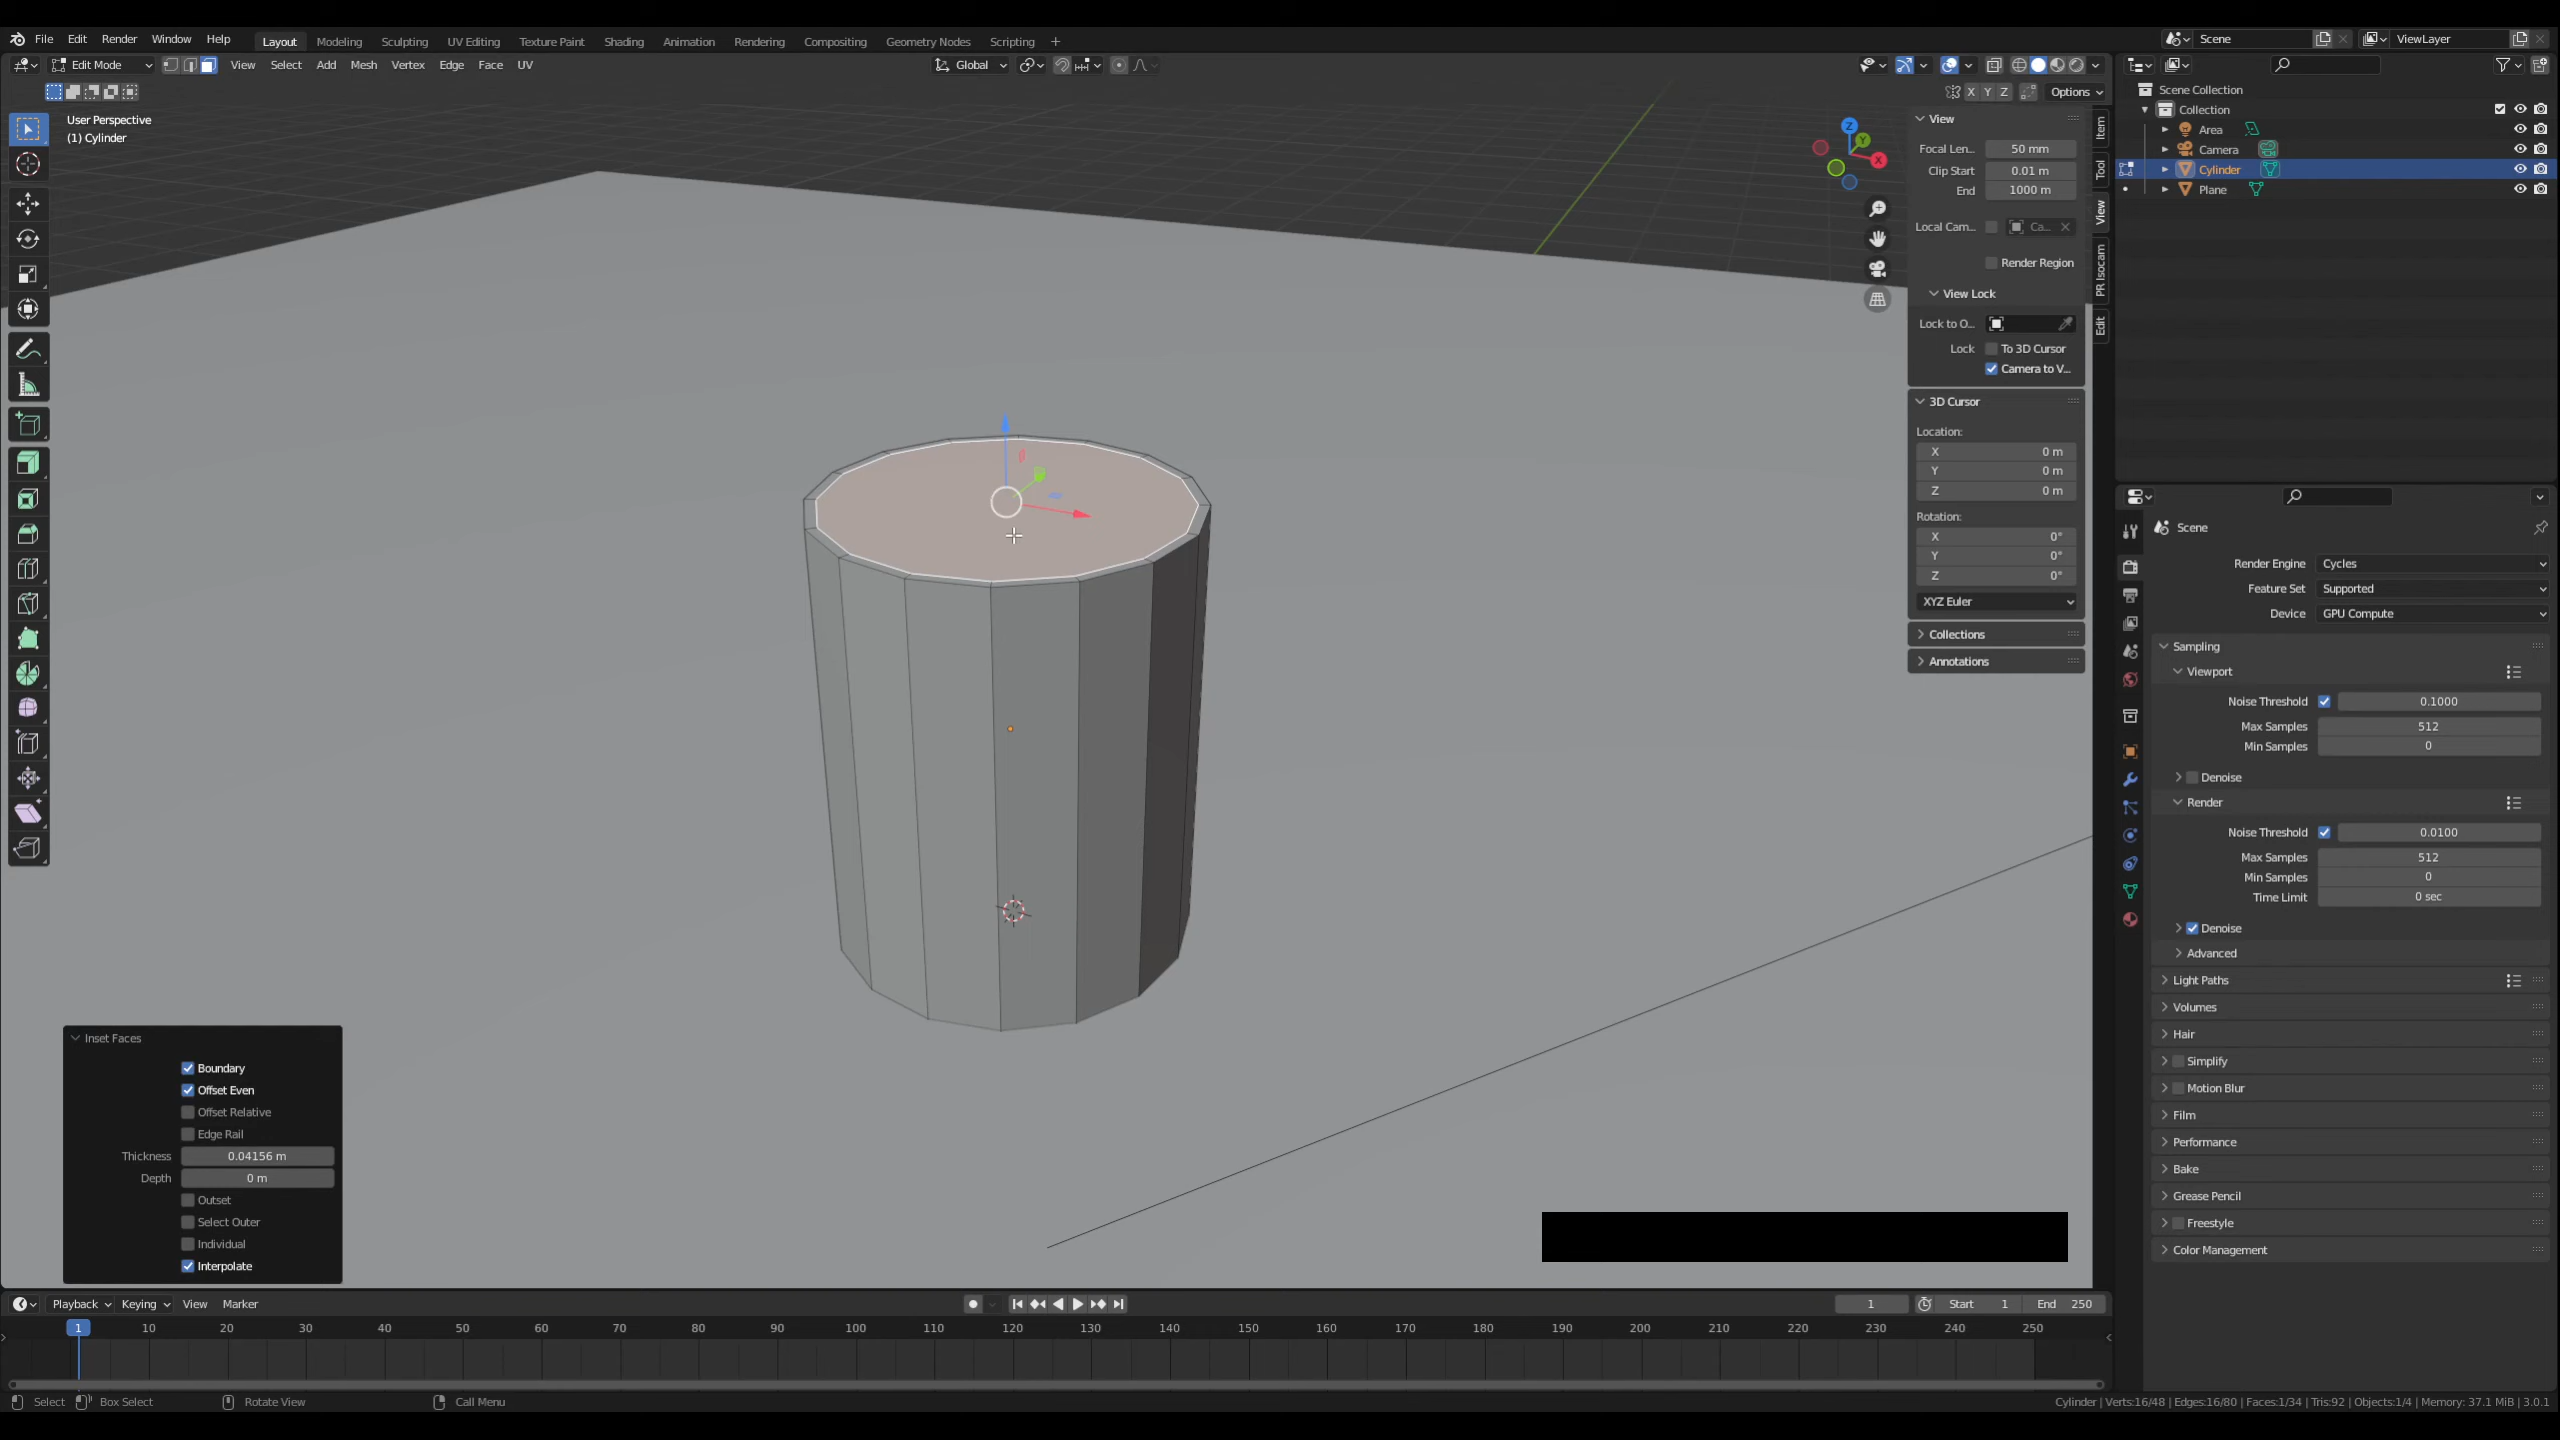 File Edit Render Window Help Layout Modeling Sculpting UV Editing Texture Paint Shading Animation Rendering Compositing Geometry Nodes Scripting + Scene ViewLayer
Edit Mode View Select Add Mesh Vertex Edge Face UV Global
X Y Z Options
User Perspective
(1) Cylinder
Z
Y
X
View
Focal Len... 50 mm
Clip Start 0.01 m
End 1000 m
Local Cam... Ca...
Render Region
View Lock
Lock to O...
Lock To 3D Cursor
Camera to V...
3D Cursor
Location:
X 0 m
Y 0 m
Z 0 m
Rotation:
X 0°
Y 0°
Z 0°
XYZ Euler
Collections
Annotations
Item
Tool
View
PR Isocam
Edit
Scene Collection
Collection
Area
Camera
Cylinder
Plane
Scene
Render Engine Cycles
Feature Set Supported
Device GPU Compute
Sampling
Viewport
Noise Threshold 0.1000
Max Samples 512
Min Samples 0
Denoise
Render
Noise Threshold 0.0100
Max Samples 512
Min Samples 0
Time Limit 0 sec
Denoise
Advanced
Light Paths
Volumes
Hair
Simplify
Motion Blur
Film
Performance
Bake
Grease Pencil
Freestyle
Color Management
Inset Faces
Boundary
Offset Even
Offset Relative
Edge Rail
Thickness 0.04156 m
Depth 0 m
Outset
Select Outer
Individual
Interpolate
Playback Keying View Marker 1 Start 1 End 250
1 10 20 30 40 50 60 70 80 90 100 110 120 130 140 150 160 170 180 190 200 210 220 230 240 250
Select Box Select Rotate View Call Menu Cylinder | Verts:16/48 | Edges:16/80 | Faces:1/34 | Tris:92 | Objects:1/4 | Memory: 37.1 MiB | 3.0.1